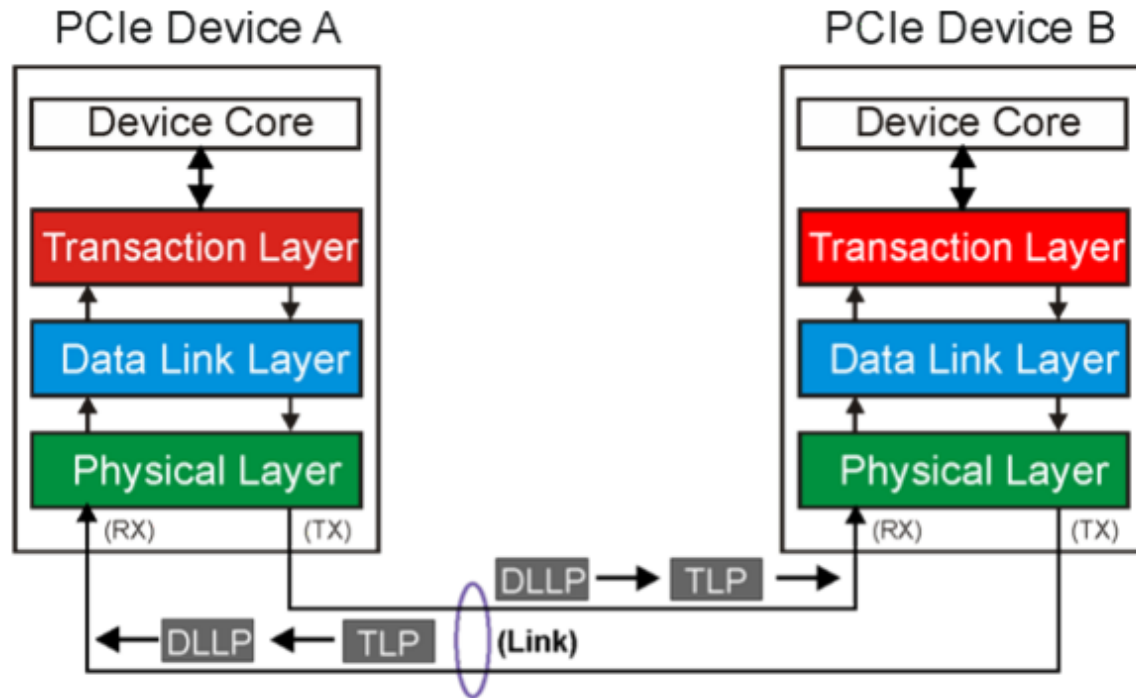 PCIe Device A
PCIe Device B
Device Core
Device Core
Transaction Layer
Transaction Layer
Data Link Layer
Data Link Layer
Physical Layer
Physical Layer
(RX)
(TX)
(RX)
(TX)
DLLP
TLP
DLLP
TLP
(Link)